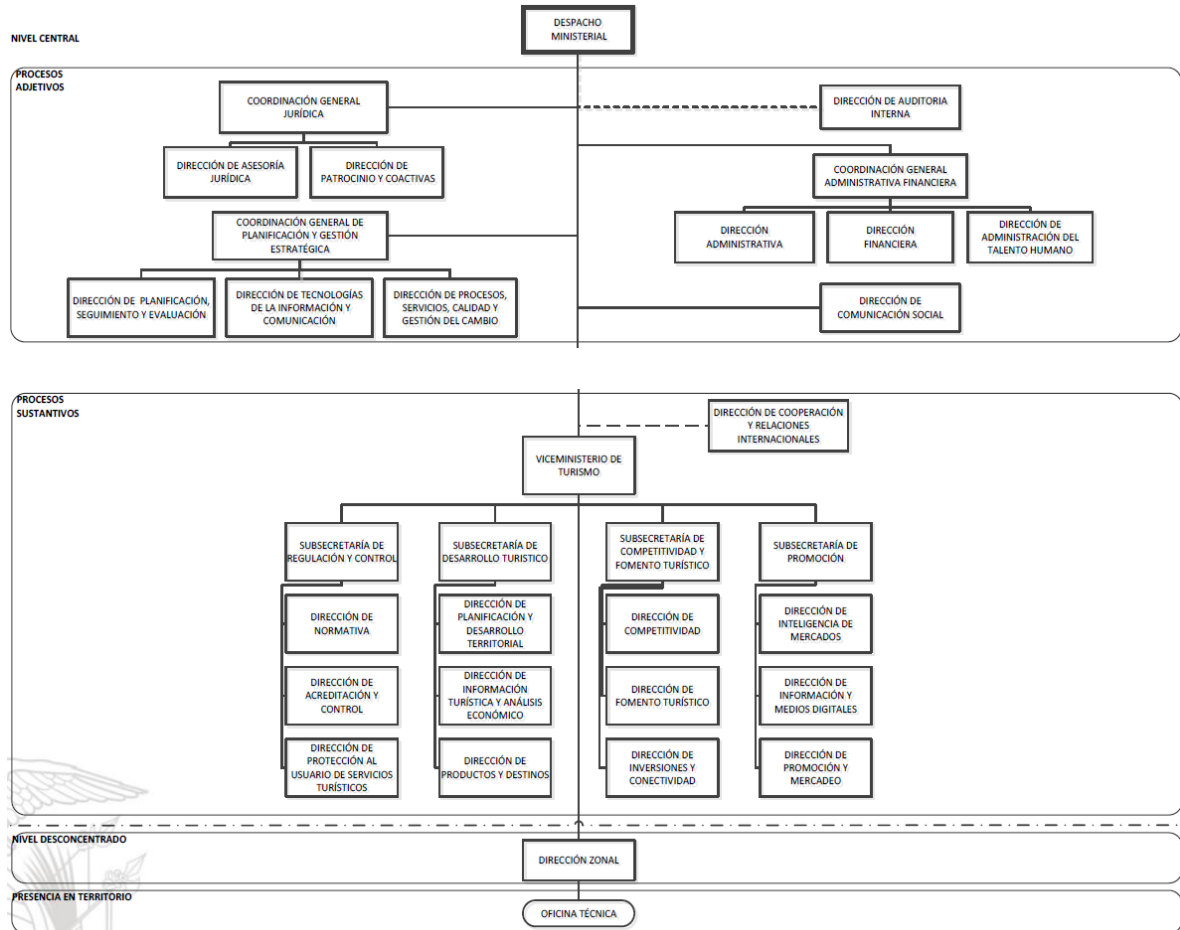 DESPACHO
MINISTERIAL
NIVEL CENTRAL
PROCESOS
ADJETIVOS
COORDINACIÓN GENERAL
JURÍDICA
DIRECCIÓN DE AUDITORIA
INTERNA
DIRECCIÓN DE ASESORÍA
JURÍDICA
DIRECCIÓN DE
PATROCINIO Y COACTIVAS
COORDINACIÓN GENERAL
ADMINISTRATIVA FINANCIERA
COORDINACIÓN GENERAL DE
PLANIFICACIÓN Y GESTIÓN
ESTRATÉGICA
DIRECCIÓN
ADMINISTRATIVA
DIRECCIÓN
FINANCIERA
DIRECCIÓN DE
ADMINISTRACIÓN DEL
TALENTO HUMANO
DIRECCIÓN DE PLANIFICACIÓN,
SEGUIMIENTO Y EVALUACIÓN
DIRECCIÓN DE TECNOLOGÍAS
DE LA INFORMACIÓN Y
COMUNICACIÓN
DIRECCIÓN DE PROCESOS,
SERVICIOS, CALIDAD Y
GESTIÓN DEL CAMBIO
DIRECCIÓN DE
COMUNICACIÓN SOCIAL
PROCESOS
SUSTANTIVOS
DIRECCIÓN DE COOPERACIÓN
Y RELACIONES
INTERNACIONALES
VICEMINISTERIO DE
TURISMO
SUBSECRETARÍA DE
REGULACIÓN Y CONTROL
SUBSECRETARÍA DE
DESARROLLO TURISTICO
SUBSECRETARÍA DE
COMPETITIVIDAD Y
FOMENTO TURÍSTICO
SUBSECRETARÍA DE
PROMOCIÓN
DIRECCIÓN DE
NORMATIVA
DIRECCIÓN DE
PLANIFICACIÓN Y
DESARROLLO
TERRITORIAL
DIRECCIÓN DE
COMPETITIVIDAD
DIRECCIÓN DE
INTELIGENCIA DE
MERCADOS
DIRECCIÓN DE
ACREDITACIÓN Y
CONTROL
DIRECCIÓN DE
INFORMACIÓN
TURÍSTICA Y ANÁLISIS
ECONÓMICO
DIRECCIÓN DE
FOMENTO TURÍSTICO
DIRECCIÓN DE
INFORMACIÓN Y
MEDIOS DIGITALES
DIRECCIÓN DE
PROTECCIÓN AL
USUARIO DE SERVICIOS
TURÍSTICOS
DIRECCIÓN DE
PRODUCTOS Y DESTINOS
DIRECCIÓN DE
INVERSIONES Y
CONECTIVIDAD
DIRECCIÓN DE
PROMOCIÓN Y
MERCADEO
NIVEL DESCONCENTRADO
DIRECCIÓN ZONAL
PRESENCIA EN TERRITORIO
OFICINA TÉCNICA